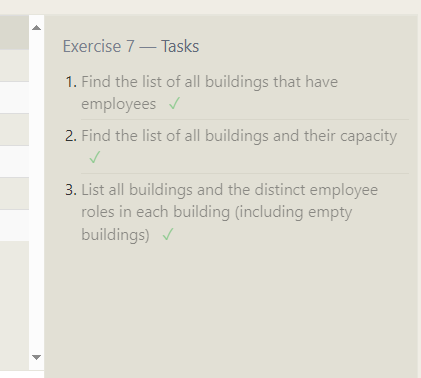 Exercise 7 — Tasks
1. Find the list of all buildings that have
employees ✓
2. Find the list of all buildings and their capacity
✓
3. List all buildings and the distinct employee
roles in each building (including empty
buildings) ✓